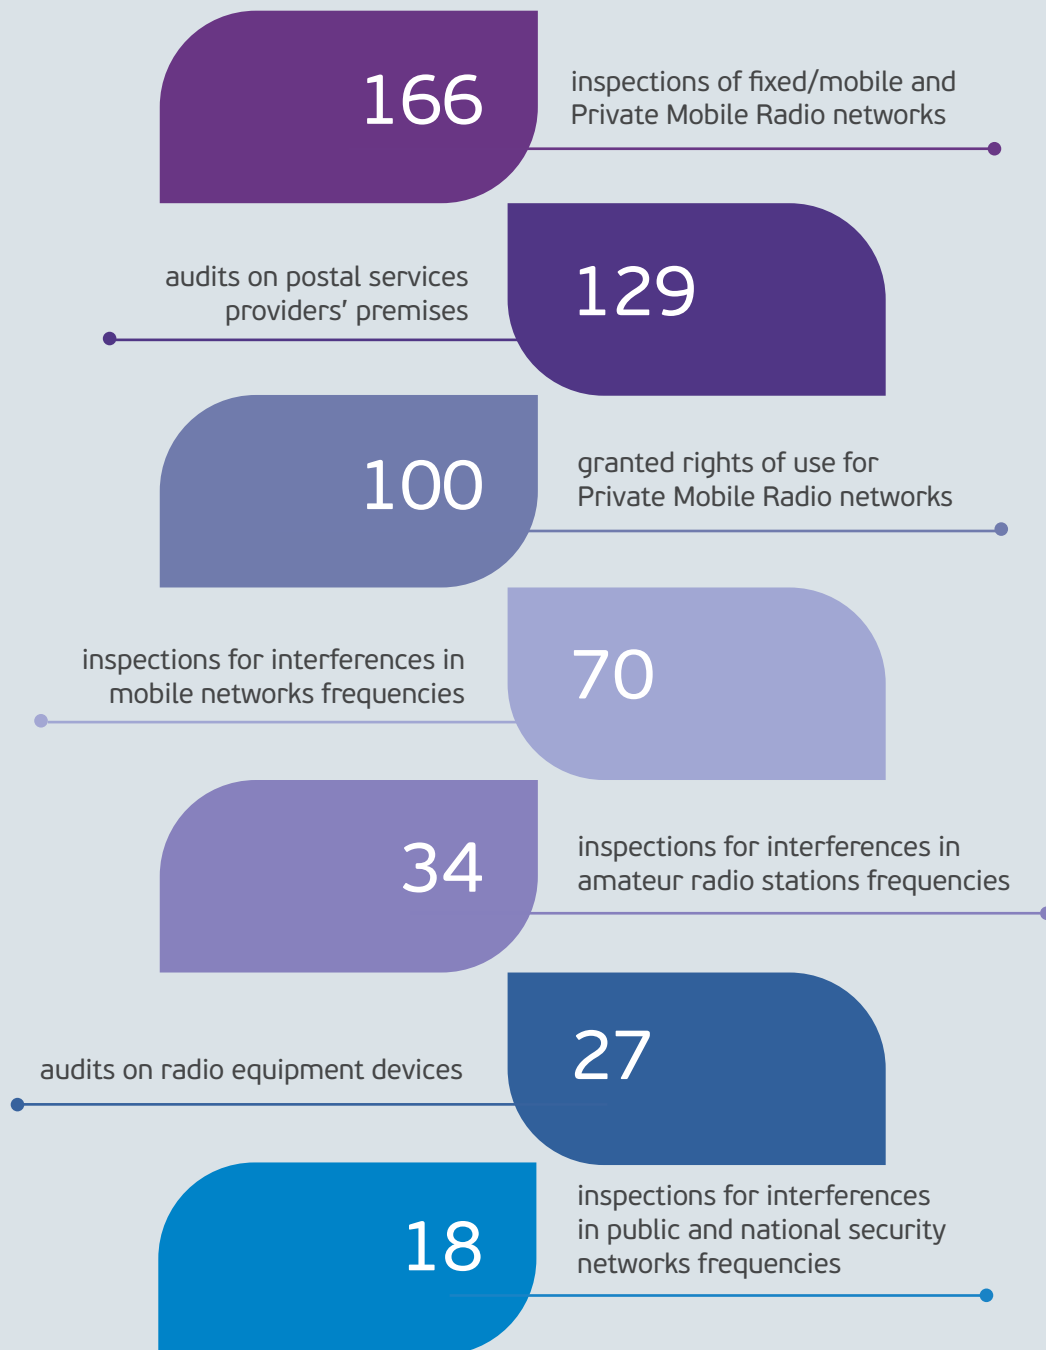 166
inspections of fixed/mobile and
Private Mobile Radio networks
audits on postal services
providers’ premises
129
100
granted rights of use for
Private Mobile Radio networks
inspections for interferences in
mobile networks frequencies
70
34
inspections for interferences in
amateur radio stations frequencies
audits on radio equipment devices
27
18
inspections for interferences
in public and national security
networks frequencies